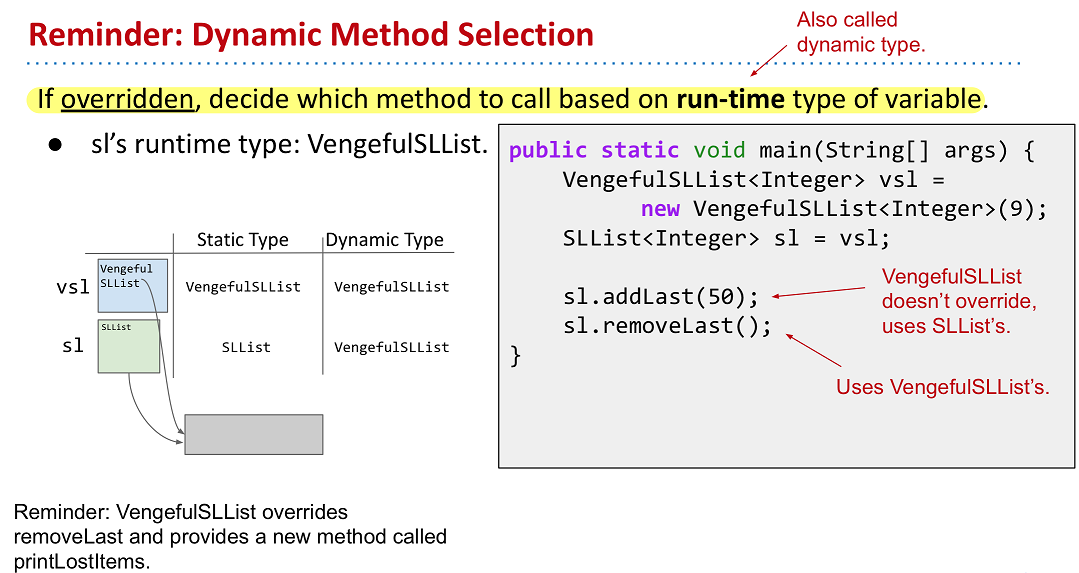 Reminder: Dynamic Method Selection
Also called
dynamic type.
If overridden, decide which method to call based on run-time type of variable.
● sl's runtime type: VengefulSLList.
Static Type Dynamic Type
vsl Vengeful
SLList VengefulSLList VengefulSLList
sl SLList SLList VengefulSLList
public static void main(String[] args) {
VengefulSLList<Integer> vsl =
new VengefulSLList<Integer>(9);
SLList<Integer> sl = vsl;
sl.addLast(50);
sl.removeLast();
}
VengefulSLList
doesn't override,
uses SLList's.
Uses VengefulSLList's.
Reminder: VengefulSLList overrides
removeLast and provides a new method called
printLostItems.